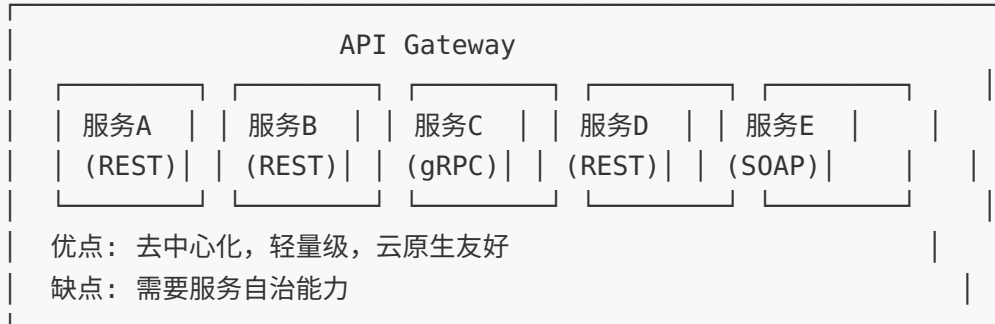 API Gateway
服务A 服务B 服务C 服务D 服务E
(REST) (REST) (gRPC) (REST) (SOAP)
优点: 去中心化，轻量级，云原生友好
缺点: 需要服务自治能力